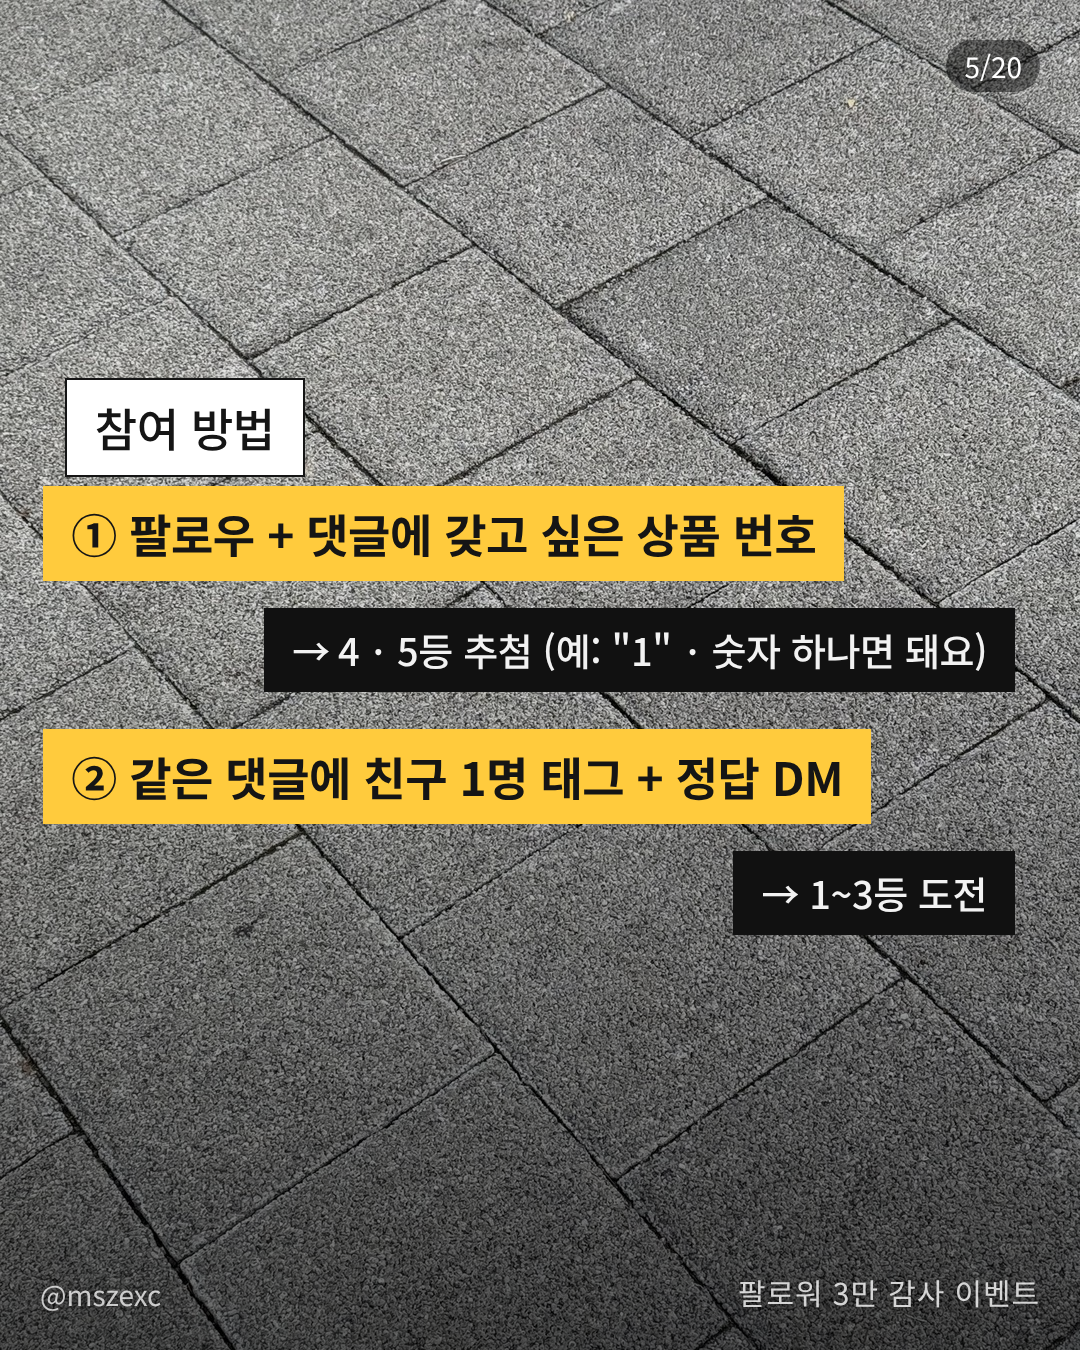 5/20
참여 방법
① 팔로우 + 댓글에 갖고 싶은 상품 번호
→ 4 · 5등 추첨 (예: "1" · 숫자 하나면 돼요)
② 같은 댓글에 친구 1명 태그 + 정답 DM
→ 1~3등 도전
@mszexc
팔로워 3만 감사 이벤트